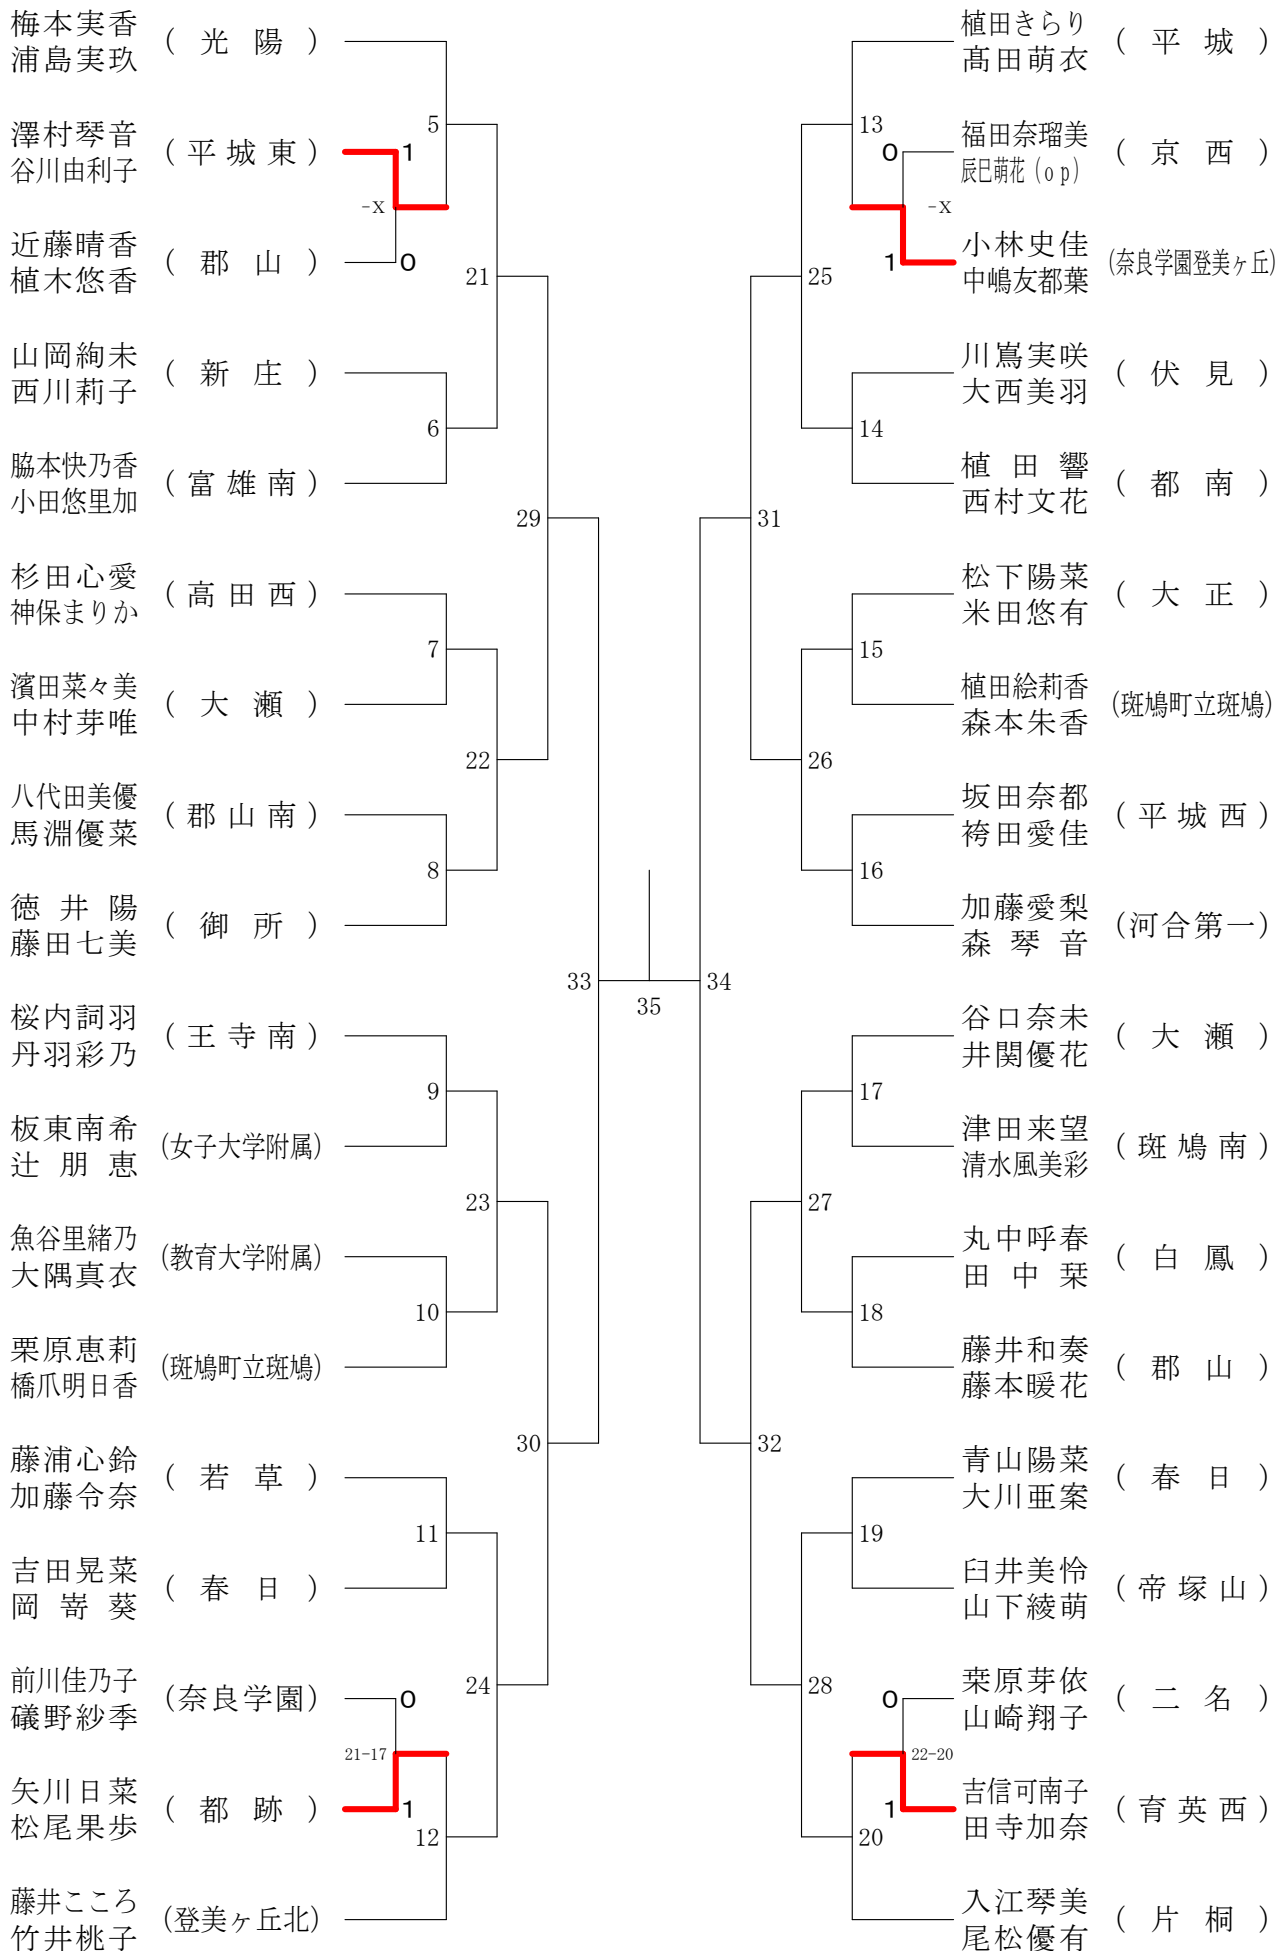 梅本実香
浦島実玖
( 光 陽 )
澤村琴音
谷川由利子
( 平 城 東 )
1
-X
近藤晴香
植木悠香
( 郡 山 )
0
5
山岡絢未
西川莉子
( 新 庄 )
6
脇本快乃香
小田悠里加
( 富 雄 南 )
21
杉田心愛
神保まりか
( 高 田 西 )
7
濱田菜々美
中村芽唯
( 大 瀬 )
22
八代田美優
馬淵優菜
( 郡 山 南 )
8
徳 井 陽
藤田七美
( 御 所 )
29
桜内詞羽
丹羽彩乃
( 王 寺 南 )
9
板東南希
辻 朋 恵
(女子大学附属)
23
魚谷里緒乃
大隅真衣
(教育大学附属)
10
栗原恵莉
橋爪明日香
(斑鳩町立斑鳩)
30
藤浦心鈴
加藤令奈
( 若 草 )
11
吉田晃菜
岡 嵜 葵
( 春 日 )
24
前川佳乃子
礒野紗季
(奈良学園)
0
21-17
矢川日菜
松尾果歩
( 都 跡 )
1
12
藤井こころ
竹井桃子
(登美ヶ丘北)
33
35
34
植田きらり
髙田萌衣
( 平 城 )
13
福田奈瑠美
辰巳萌花 (o p)
( 京 西 )
0
-X
小林史佳
中嶋友都葉
(奈良学園登美ヶ丘)
1
25
川嶌実咲
大西美羽
( 伏 見 )
14
植 田 響
西村文花
( 都 南 )
31
松下陽菜
米田悠有
( 大 正 )
15
植田絵莉香
森本朱香
(斑鳩町立斑鳩)
26
坂田奈都
袴田愛佳
( 平 城 西 )
16
加藤愛梨
森 琴 音
(河合第一)
谷口奈未
井関優花
( 大 瀬 )
17
津田来望
清水風美彩
( 斑 鳩 南 )
27
丸中呼春
田 中 栞
( 白 鳳 )
18
藤井和奏
藤本暖花
( 郡 山 )
32
青山陽菜
大川亜案
( 春 日 )
19
臼井美怜
山下綾萌
( 帝 塚 山 )
28
桒原芽依
山崎翔子
( 二 名 )
0
22-20
吉信可南子
田寺加奈
( 育 英 西 )
1
20
入江琴美
尾松優有
( 片 桐 )